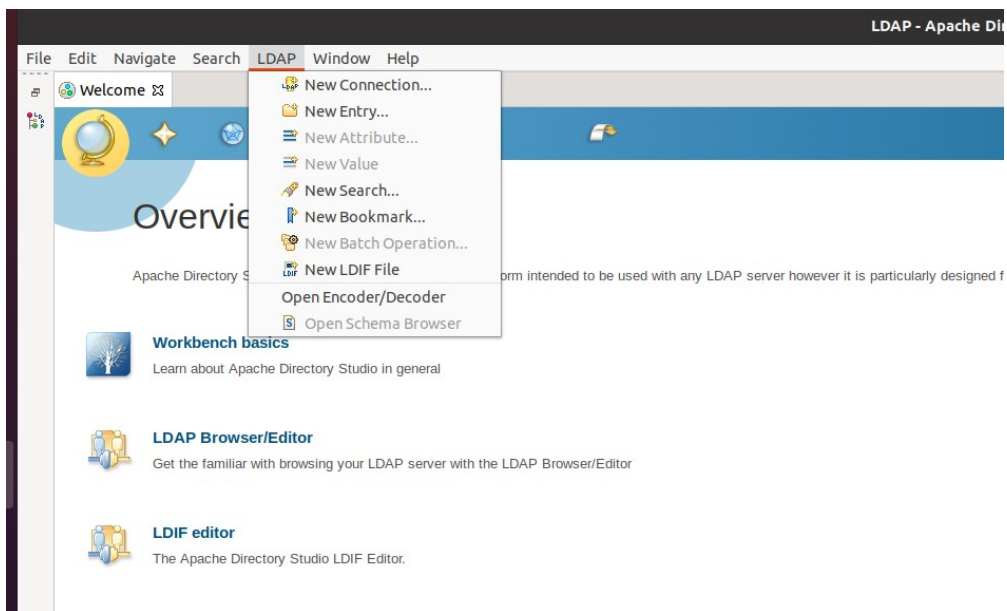 LDAP - Apache Di
File Edit Navigate Search LDAP Window Help
Welcome
New Connection...
New Entry...
New Attribute...
New Value
New Search...
New Bookmark...
New Batch Operation...
New LDIF File
Open Encoder/Decoder
Open Schema Browser
Overvie
Apache Directory S
orm intended to be used with any LDAP server however it is particularly designed f
Workbench basics
Learn about Apache Directory Studio in general
LDAP Browser/Editor
Get the familiar with browsing your LDAP server with the LDAP Browser/Editor
LDIF editor
The Apache Directory Studio LDIF Editor.